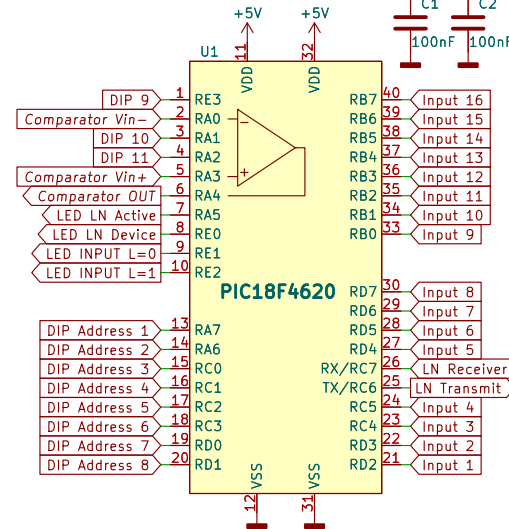 C1
C2
+5V
+5V
100nF
100nF
U1
11
32
VDD
VDD
DIP 9
1
RE3
RB7
40
Input 16
Comparator Vin-
2
RA0
RB6
39
Input 15
DIP 10
3
RA1
RB5
38
Input 14
DIP 11
4
RA2
RB4
37
Input 13
Comparator Vin+
5
RA3
RB3
36
Input 12
Comparator OUT
6
RA4
RB2
35
Input 11
LED LN Active
7
RA5
RB1
34
Input 10
LED LN Device
8
RE0
RB0
33
Input 9
LED INPUT L=0
9
RE1
LED INPUT L=1
10
RE2
PIC18F4620
RD7
30
Input 8
RD6
29
Input 7
DIP Address 1
13
RA7
RD5
28
Input 6
DIP Address 2
14
RA6
RD4
27
Input 5
DIP Address 3
15
RC0
RX/RC7
26
LN Receiver
DIP Address 4
16
RC1
TX/RC6
25
LN Transmit
DIP Address 5
17
RC2
RC5
24
Input 4
DIP Address 6
18
RC3
RC4
23
Input 3
DIP Address 7
19
RD0
RD3
22
Input 2
DIP Address 8
20
RD1
RD2
21
Input 1
VSS
VSS
12
31